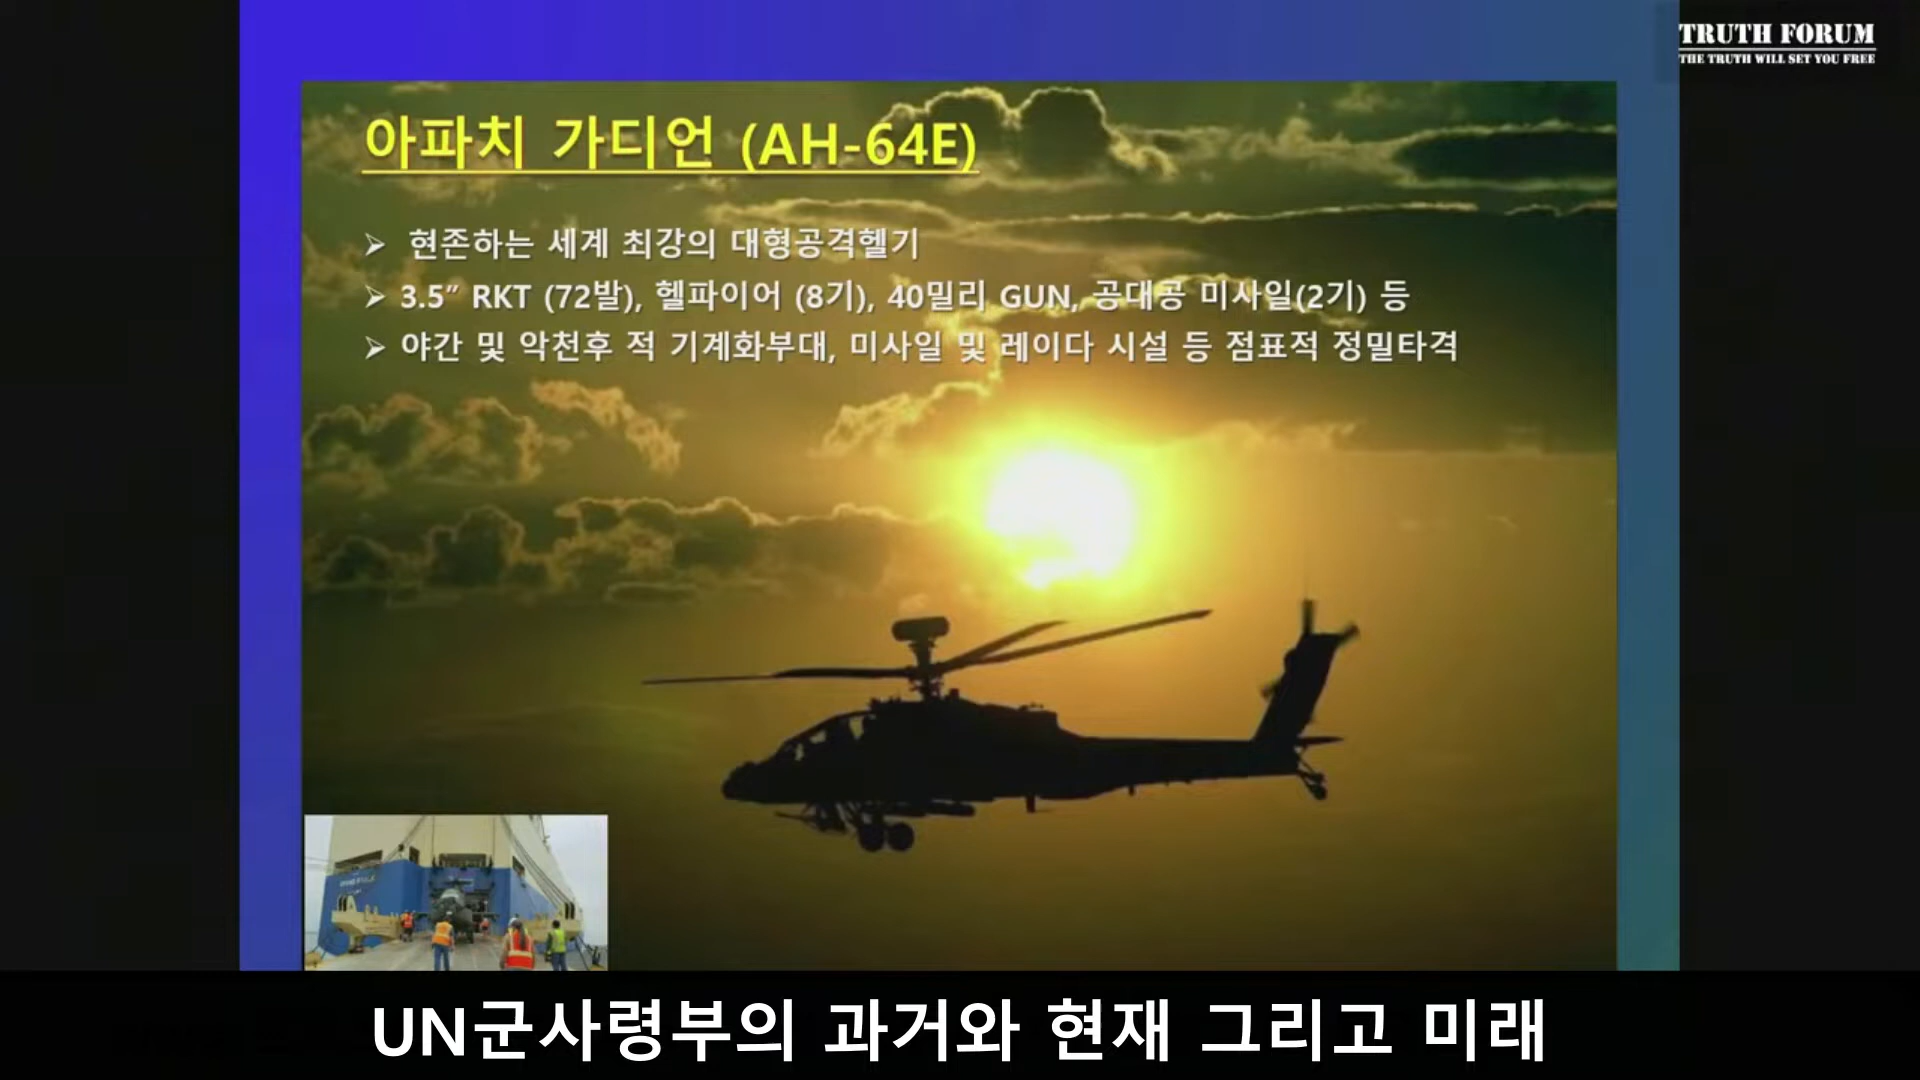 TRUTH FORUM
THE TRUTH WILL SET YOU FREE
아파치 가디언 (AH-64E)
➢ 현존하는 세계 최강의 대형공격헬기
➢ 3.5” RKT (72발), 헬파이어 (8기), 40밀리 GUN, 공대공 미사일(2기) 등
➢ 야간 및 악천후 적 기계화부대, 미사일 및 레이다 시설 등 점표적 정밀타격
UN군사령부의 과거와 현재 그리고 미래